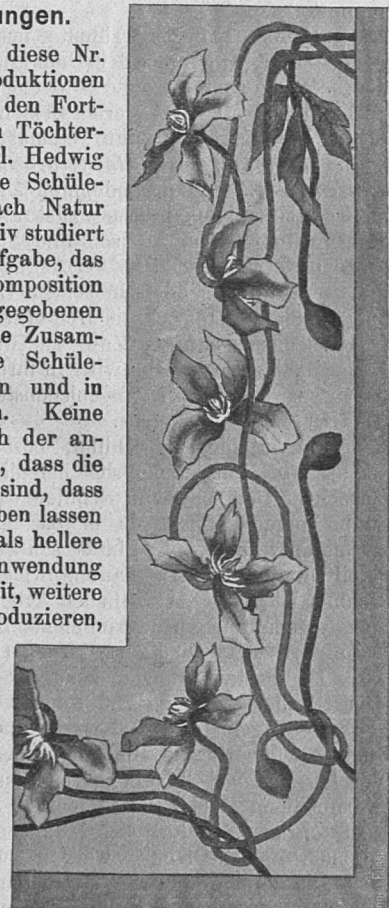 ungen.
diese Nr.
oduktionen
den Fort-
Töchter-
l. Hedwig
e Schüle-
ach Natur
iv studiert
fgabe, das
omposition
gegebenen
e Zusam-
e Schüle-
n und in
n. Keine
h der an-
, dass die
sind, dass
ben lassen
als hellere
nwendung
it, weitere
oduzieren,